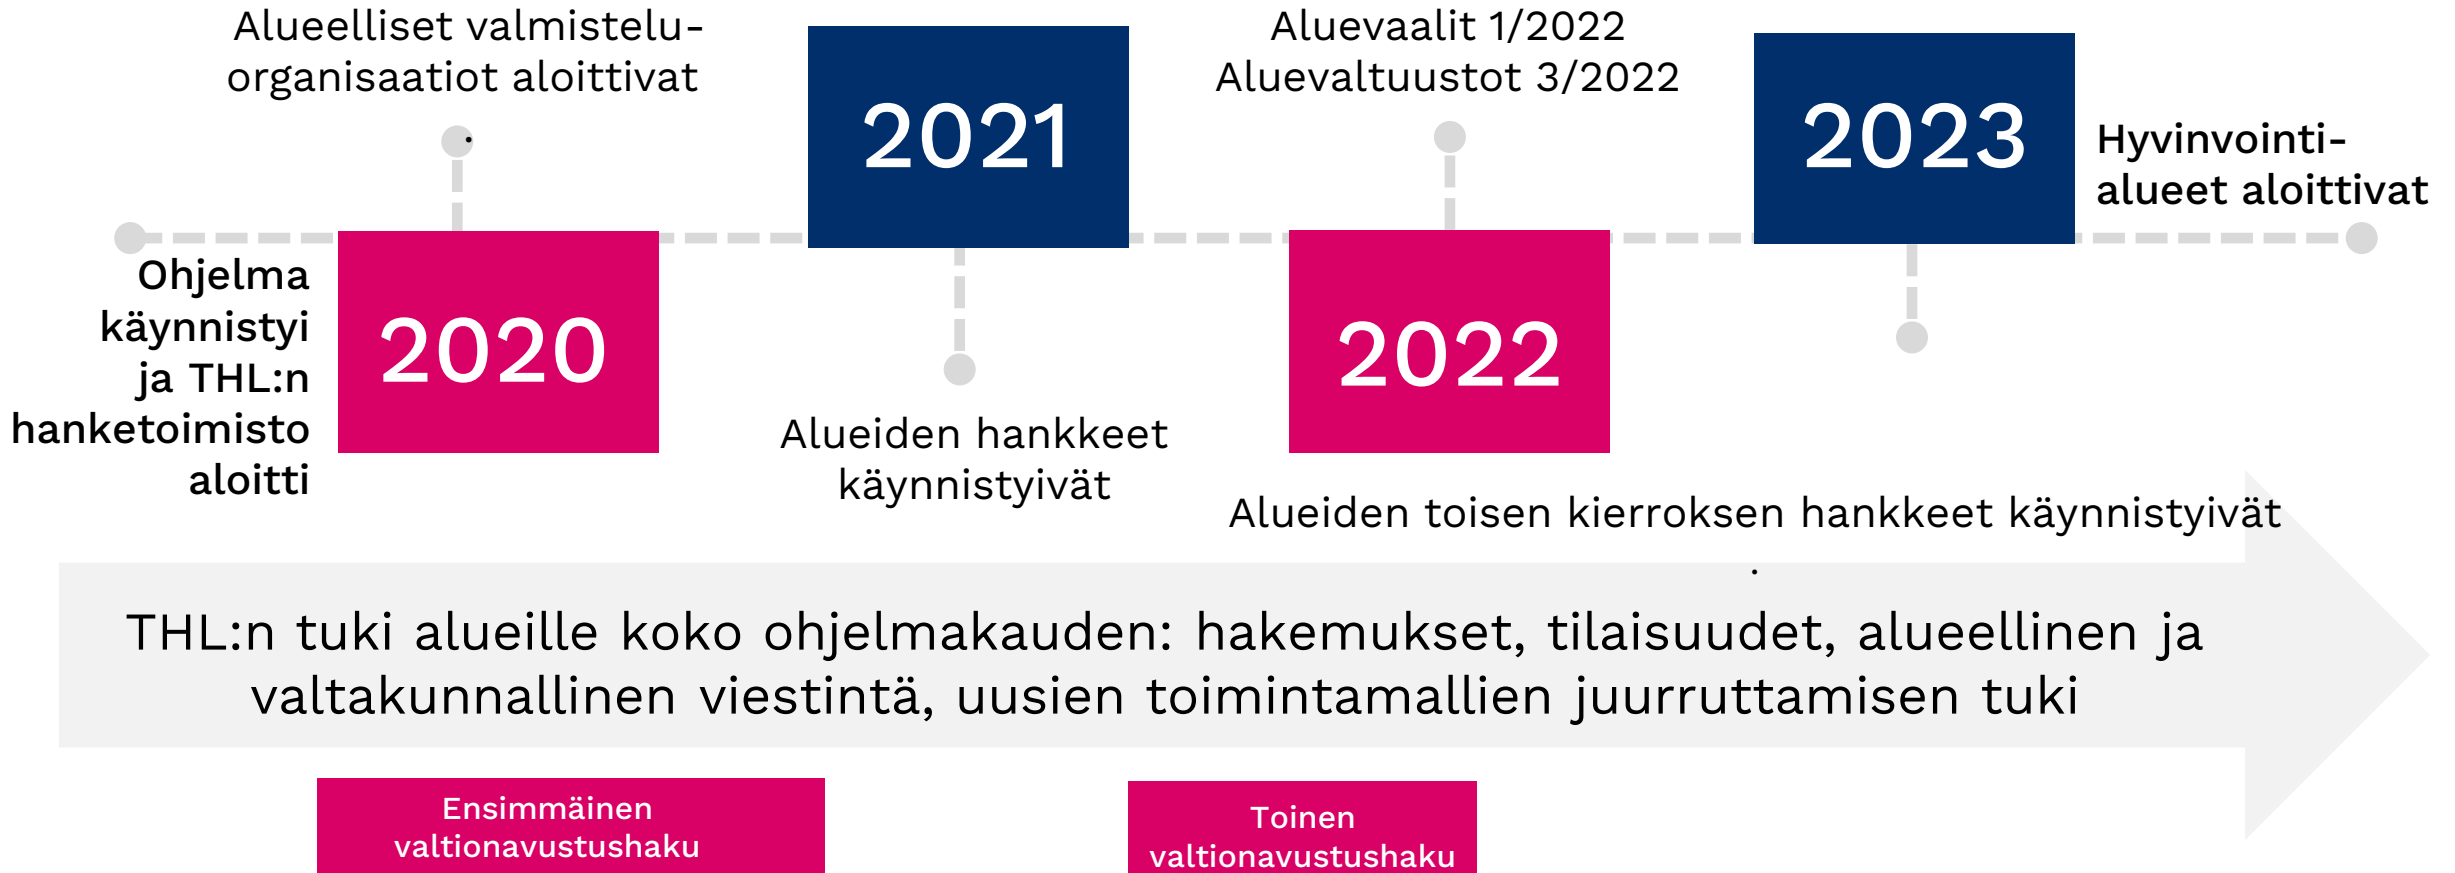 Alueelliset valmistelu-
organisaatiot aloittivat
2021
Aluevaalit 1/2022
Aluevaltuustot 3/2022
2023
Hyvinvointi-
alueet aloittivat
Ohjelma
käynnistyi
ja THL:n
hanketoimisto
aloitti
2020
Alueiden hankkeet
käynnistyivät
2022
Alueiden toisen kierroksen hankkeet käynnistyivät
THL:n tuki alueille koko ohjelmakauden: hakemukset, tilaisuudet, alueellinen ja
valtakunnallinen viestintä, uusien toimintamallien juurruttamisen tuki
Ensimmäinen
valtionavustushaku
Toinen
valtionavustushaku